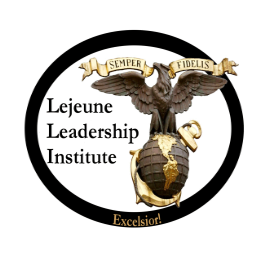 SEMPER FIDELIS
Lejeune
Leadership
Institute
Excelsior!